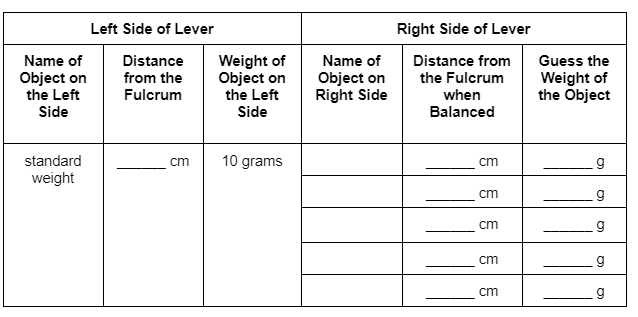 Left Side of Lever
Right Side of Lever
Name of
Object on
the Left
Side
Distance
from the
Fulcrum
Weight of
Object on
the Left
Side
Name of
Object on
Right Side
Distance from
the Fulcrum
when
Balanced
Guess the
Weight of
the Object
standard
weight
______ cm
10 grams
______ cm
______ g
______ cm
______ g
______ cm
______ g
______ cm
______ g
______ cm
______ g